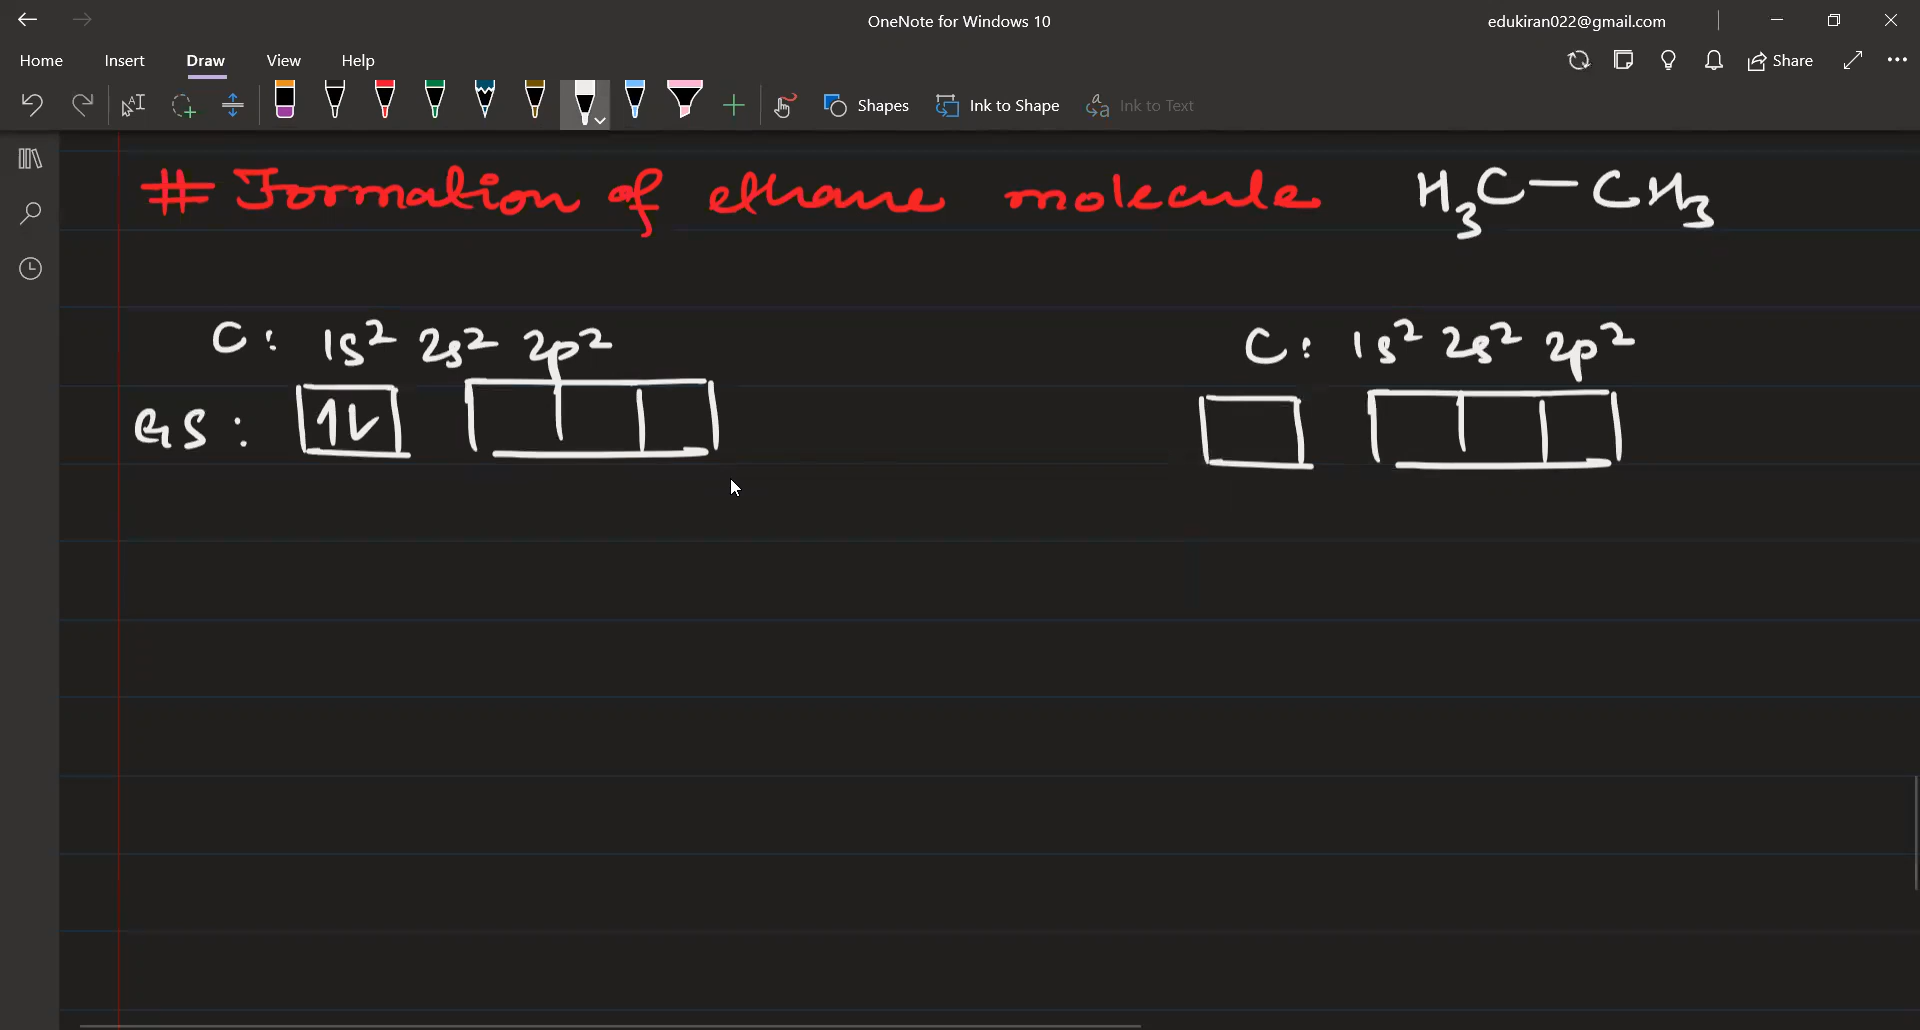 OneNote for Windows 10
edukiran022@gmail.com
Home Insert Draw View Help
Share
Shapes Ink to Shape Ink to Text
# Formation of ethane molecule H₃C—CH₃
C: 1s² 2s² 2p² C: 1s² 2s² 2p²
GS: 1V